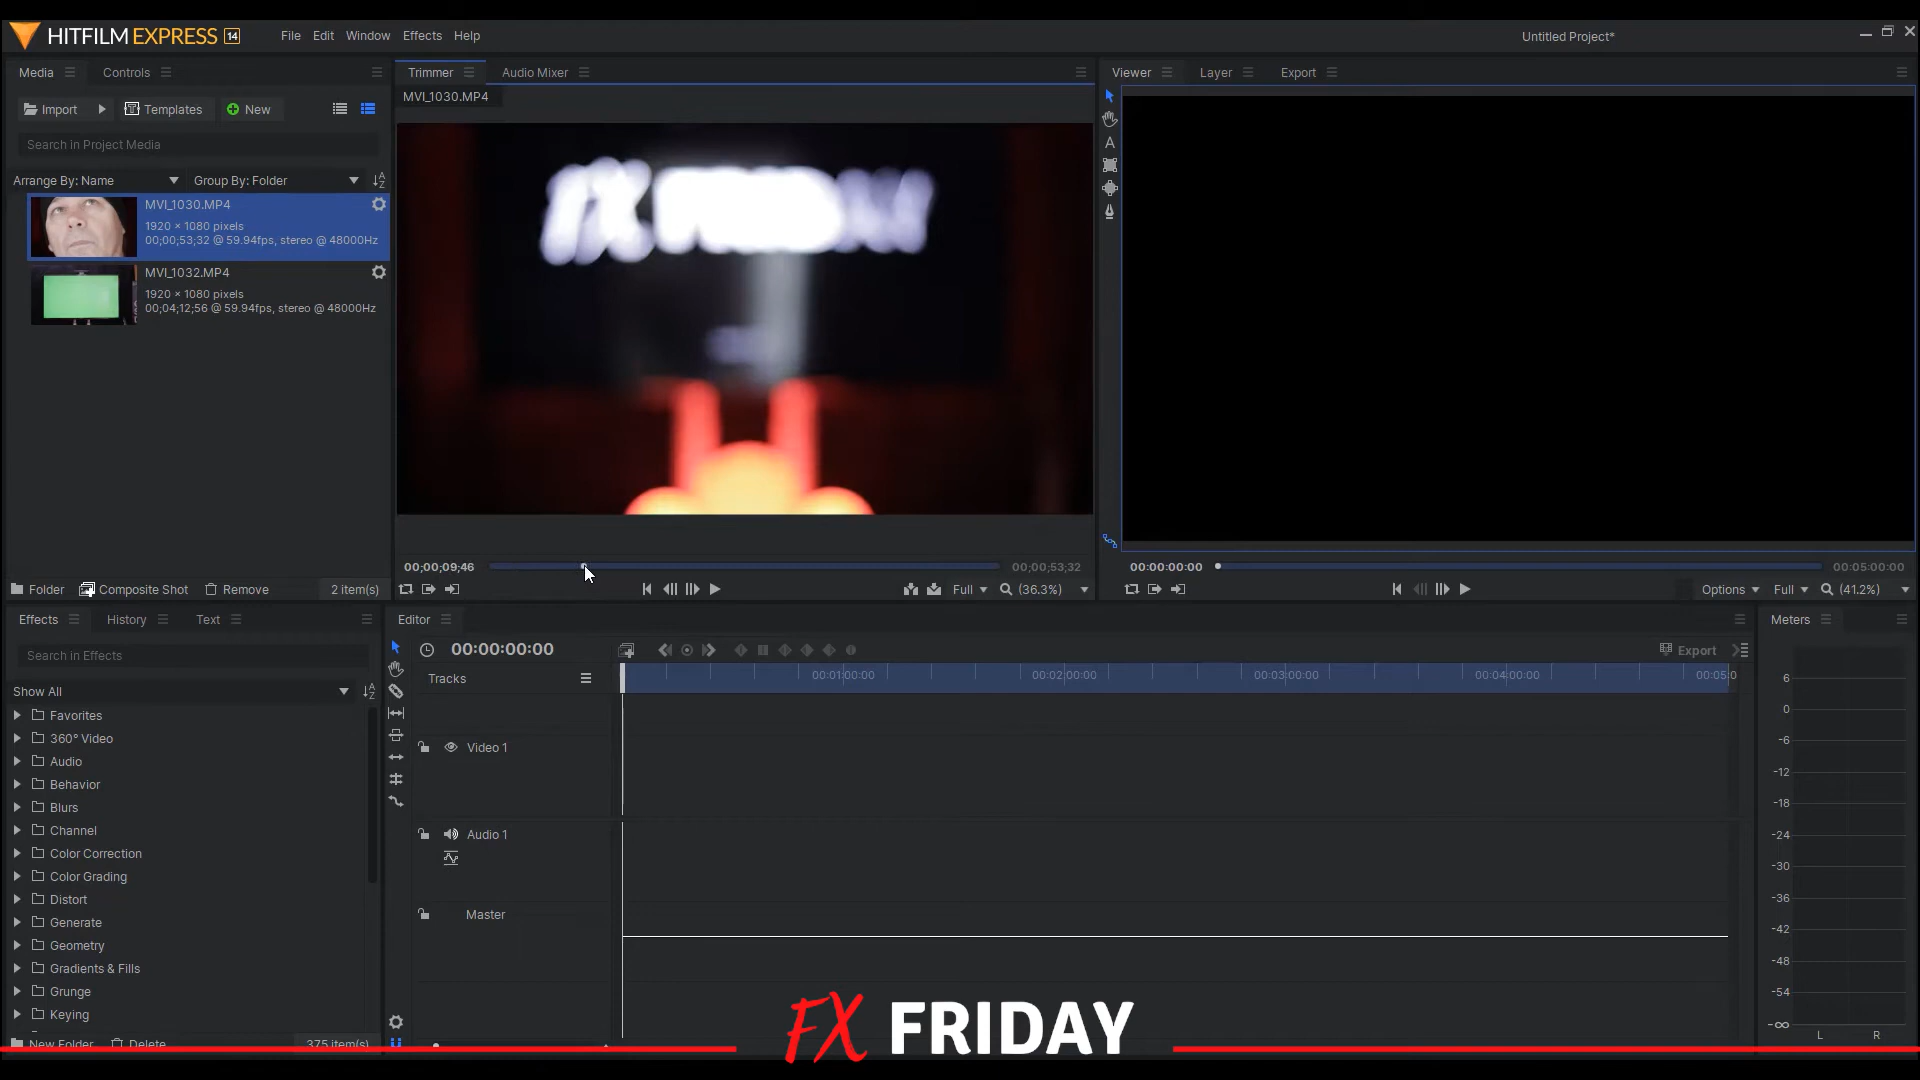 HITFILM EXPRESS 14
File Edit Window Effects Help
Untitled Project*
Media Controls
Trimmer Audio Mixer
Viewer Layer Export
Import Templates New
MVI_1030.MP4
Search in Project Media
Arrange By: Name Group By: Folder
MVI_1030.MP4
1920 × 1080 pixels
00;00;53;32 @ 59.94fps, stereo @ 48000Hz
MVI_1032.MP4
1920 × 1080 pixels
00;04;12;56 @ 59.94fps, stereo @ 48000Hz
00;00;09;46 00;00;53;32
00:00:00:00 00:05:00:00
Folder Composite Shot Remove 2 item(s)
Full (36.3%)
Options Full (41.2%)
Effects History Text
Editor
Meters
Search in Effects
00:00:00:00
Export
Tracks
00:01:00:00 00:02:00:00 00:03:00:00 00:04:00:00 00:05:0
Show All
Favorites
360° Video
Audio
Behavior
Blurs
Channel
Color Correction
Color Grading
Distort
Generate
Geometry
Gradients & Fills
Grunge
Keying
New Folder Delete 375 item(s)
Video 1
Audio 1
Master
6
0
-6
-12
-18
-24
-30
-36
-42
-48
-54
-∞
L R
FX FRIDAY